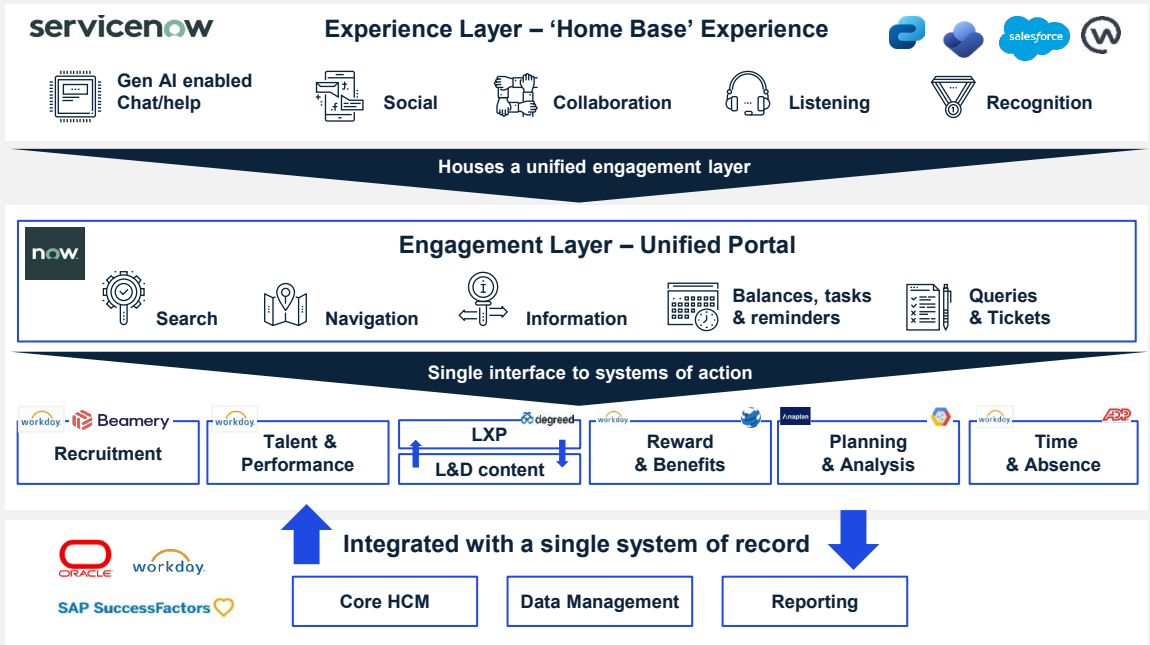 servicenow
Experience Layer – ‘Home Base’ Experience
salesforce
Gen AI enabled
Chat/help
Social
Collaboration
Listening
Recognition
Houses a unified engagement layer
now
Engagement Layer – Unified Portal
Search
Navigation
Information
Balances, tasks
& reminders
Queries
& Tickets
Single interface to systems of action
workday.
Beamery
Recruitment
workday.
Talent &
Performance
degreed
LXP
L&D content
workday.
Reward
& Benefits
Anaplan
Planning
& Analysis
workday.
ADP
Time
& Absence
Integrated with a single system of record
ORACLE
workday.
SAP SuccessFactors
Core HCM
Data Management
Reporting